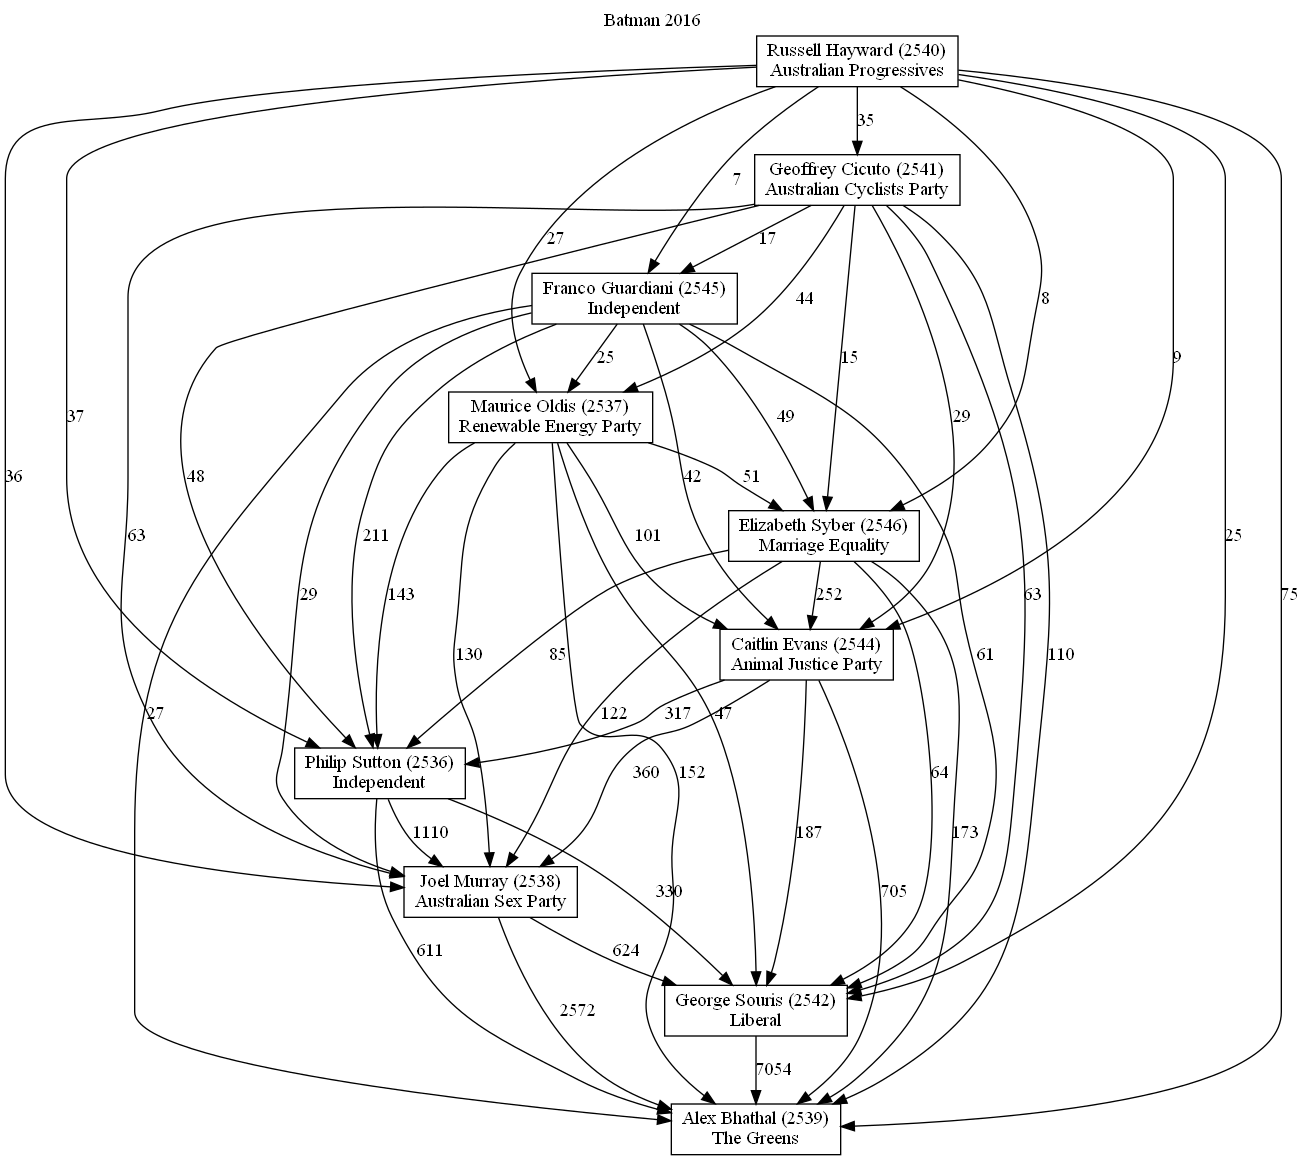 Batman 2016
Russell Hayward (2540)
Australian Progressives
35
Geoffrey Cicuto (2541)
Australian Cyclists Party
7
27
17
Franco Guardiani (2545)
Independent
44
8
25
15
9
Maurice Oldis (2537)
Renewable Energy Party
37
49
29
36
48
51
42
Elizabeth Syber (2546)
Marriage Equality
63
211
101
25
29
143
252
63
75
Caitlin Evans (2544)
Animal Justice Party
130
85
61
110
27
122
317
47
Philip Sutton (2536)
Independent
360
152
64
1110
187
173
Joel Murray (2538)
Australian Sex Party
330
705
611
624
George Souris (2542)
Liberal
2572
7054
Alex Bhathal (2539)
The Greens